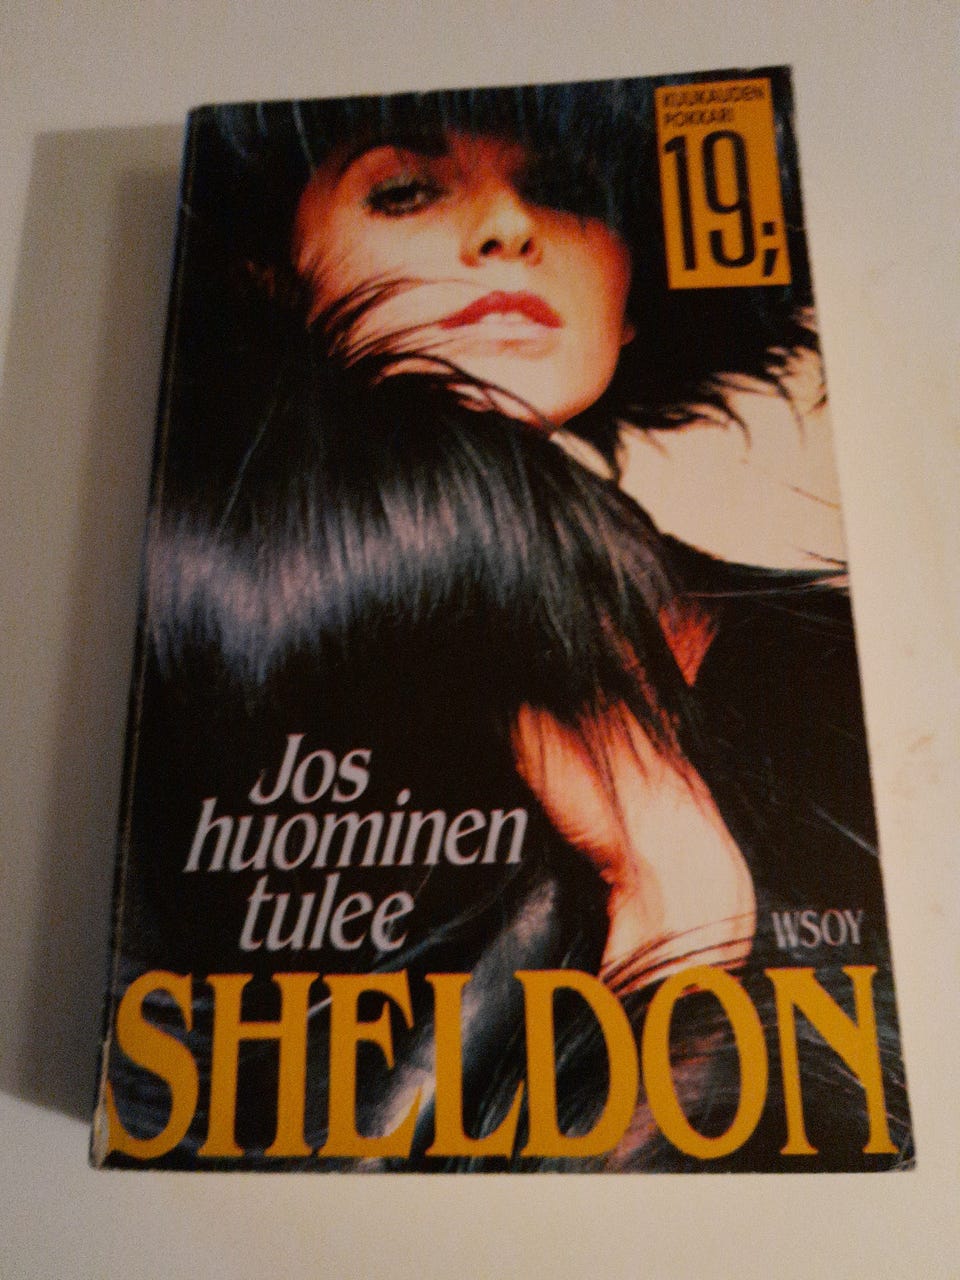 KUUKAUDEN
POKKARI
19;
Jos
huominen
tulee
WSOY
SHELDON